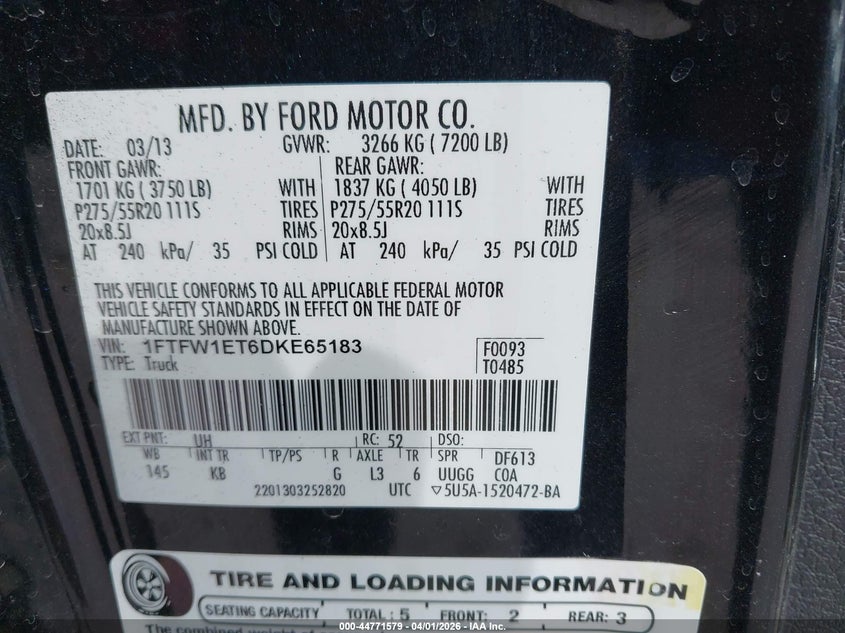 MFD. BY FORD MOTOR CO.
DATE: 03/13 GVWR: 3266 KG ( 7200 LB)
FRONT GAWR: REAR GAWR:
1701 KG ( 3750 LB) WITH 1837 KG ( 4050 LB) WITH
P275/55R20 111S TIRES P275/55R20 111S TIRES
20x8.5J RIMS 20x8.5J RIMS
AT 240 kPa/ 35 PSI COLD AT 240 kPa/ 35 PSI COLD
THIS VEHICLE CONFORMS TO ALL APPLICABLE FEDERAL MOTOR
VEHICLE SAFETY STANDARDS IN EFFECT ON THE DATE OF
MANUFACTURE SHOWN ABOVE.
VIN: 1FTFW1ET6DKE65183 F0093
TYPE: Truck T0485
EXT PNT: UH RC: 52 DSO:
WB INT TR TP/PS R AXLE TR SPR DF613
145 KB G L3 6 UUGG COA
2201303252820 UTC ▽5U5A-1520472-BA
TIRE AND LOADING INFORMATION
SEATING CAPACITY TOTAL : 5 FRONT: 2 REAR: 3
The combined weight of
000-44771579 - 04/01/2026 - IAA Inc.